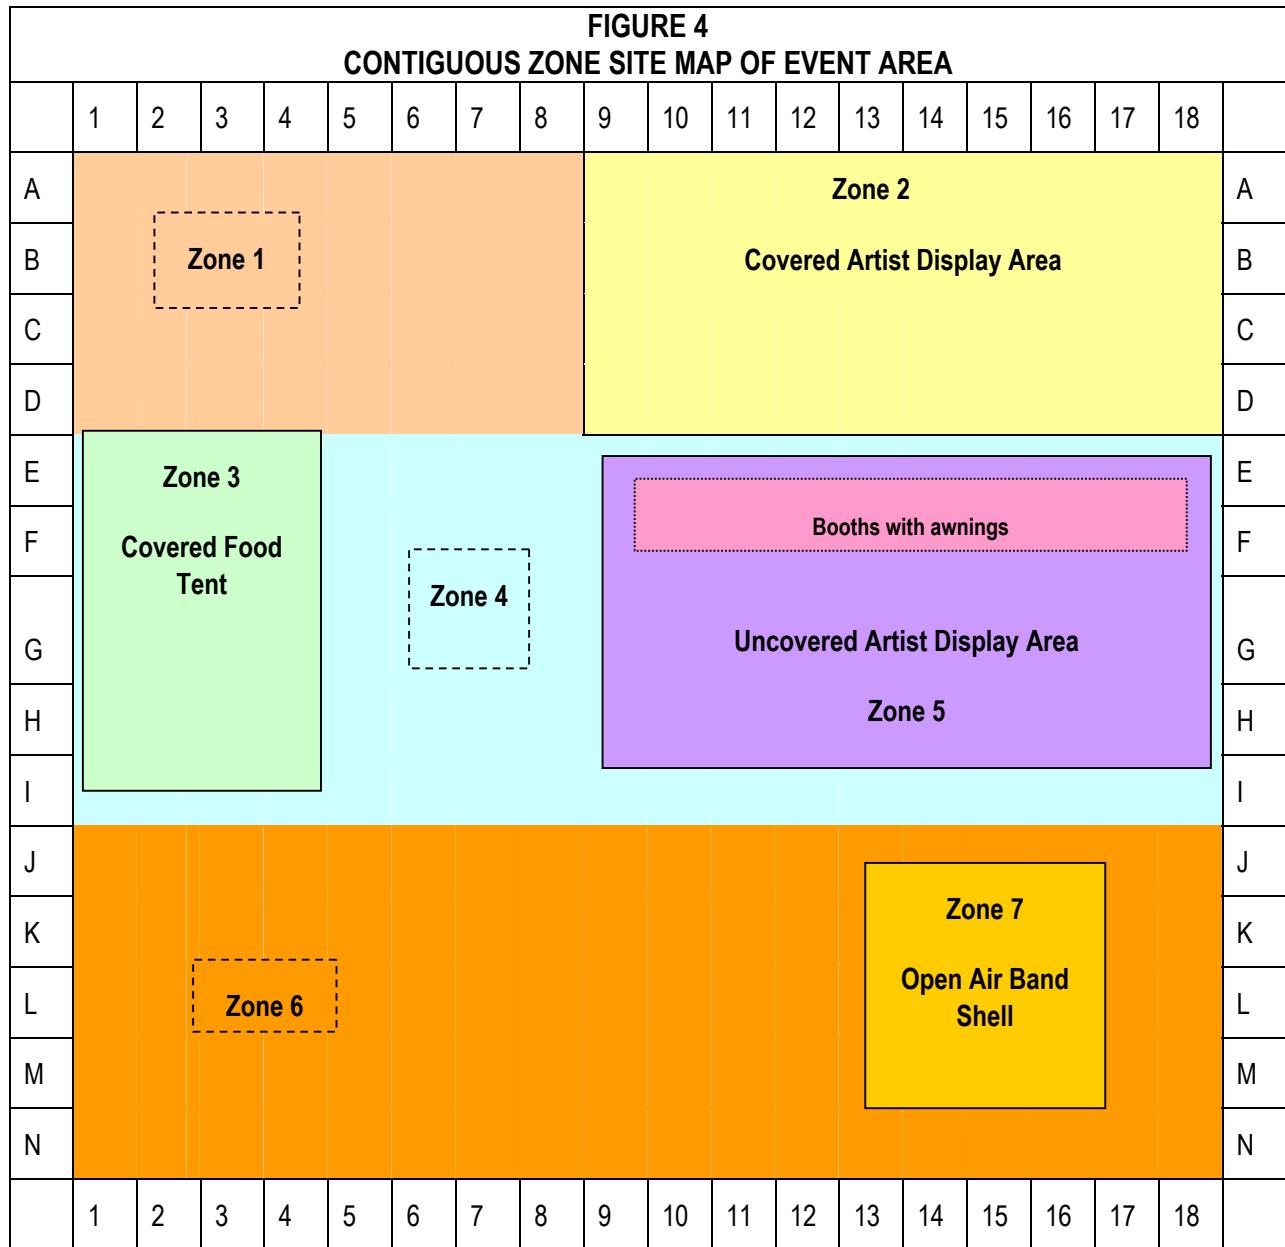 FIGURE 4
CONTIGUOUS ZONE SITE MAP OF EVENT AREA
1 2 3 4 5 6 7 8 9 10 11 12 13 14 15 16 17 18
A Zone 2 A
B Zone 1 Covered Artist Display Area B
C C
D D
E Zone 3 E
F Covered Food Booths with awnings F
Tent
Zone 4
G Uncovered Artist Display Area G
H Zone 5 H
I I
J J
K Zone 7 K
L Zone 6 Open Air Band L
Shell
M M
N N
1 2 3 4 5 6 7 8 9 10 11 12 13 14 15 16 17 18